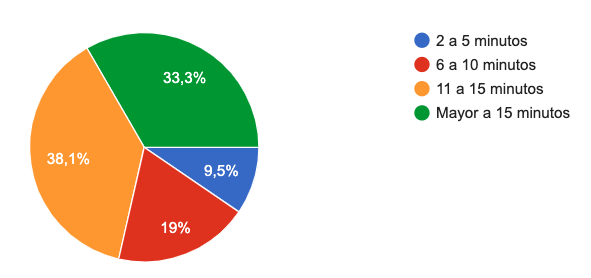 33,3%
38,1%
9,5%
19%
2 a 5 minutos
6 a 10 minutos
11 a 15 minutos
Mayor a 15 minutos